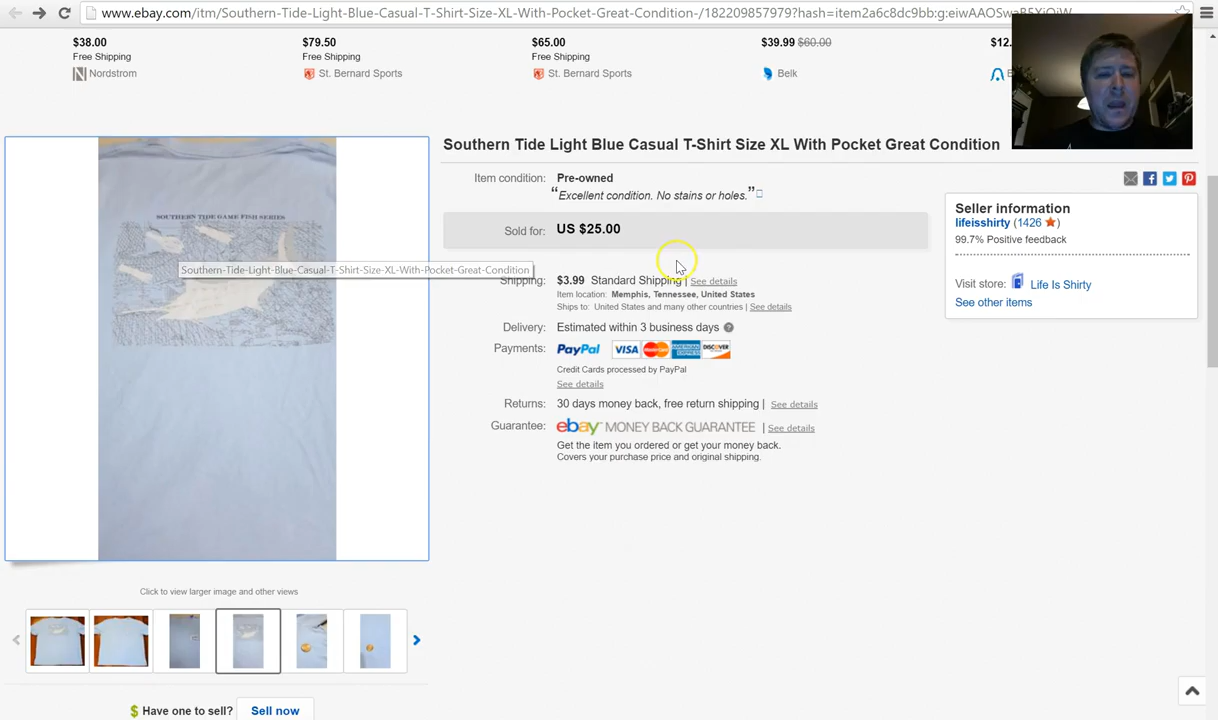 www.ebay.com/itm/Southern-Tide-Light-Blue-Casual-T-Shirt-Size-XL-With-Pocket-Great-Condition-/182209857979?hash=item2a6c8dc9bb:g:
$38.00
Free Shipping
Nordstrom
$79.50
Free Shipping
St. Bernard Sports
$65.00
Free Shipping
St. Bernard Sports
$39.99 $60.00
Belk
$12.
Southern Tide Light Blue Casual T-Shirt Size XL With Pocket Great Condition
Item condition: Pre-owned
“Excellent condition. No stains or holes.”
Sold for: US $25.00
Shipping: $3.99 Standard Shipping | See details
Item location: Memphis, Tennessee, United States
Ships to: United States and many other countries | See details
Delivery: Estimated within 3 business days ?
Payments: PayPal VISA MasterCard AMERICAN EXPRESS DISCOVER
Credit Cards processed by PayPal
See details
Returns: 30 days money back, free return shipping | See details
Guarantee: ebay MONEY BACK GUARANTEE | See details
Get the item you ordered or get your money back.
Covers your purchase price and original shipping.
Seller information
lifeisshirty (1426 ★)
99.7% Positive feedback
Visit store: Life Is Shirty
See other items
SOUTHERN TIDE GAME FISH SERIES
Southern-Tide-Light-Blue-Casual-T-Shirt-Size-XL-With-Pocket-Great-Condition
Click to view larger image and other views
Have one to sell? Sell now